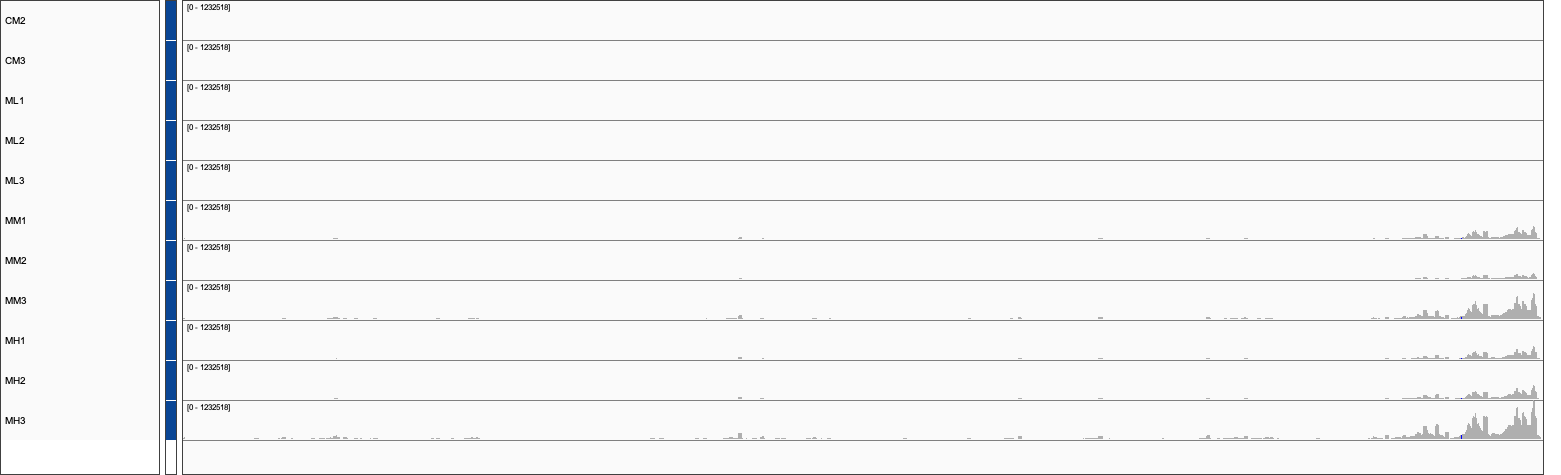 CM2 [0 - 1232518]
CM3 [0 - 1232518]
ML1 [0 - 1232518]
ML2 [0 - 1232518]
ML3 [0 - 1232518]
MM1 [0 - 1232518]
MM2 [0 - 1232518]
MM3 [0 - 1232518]
MH1 [0 - 1232518]
MH2 [0 - 1232518]
MH3 [0 - 1232518]